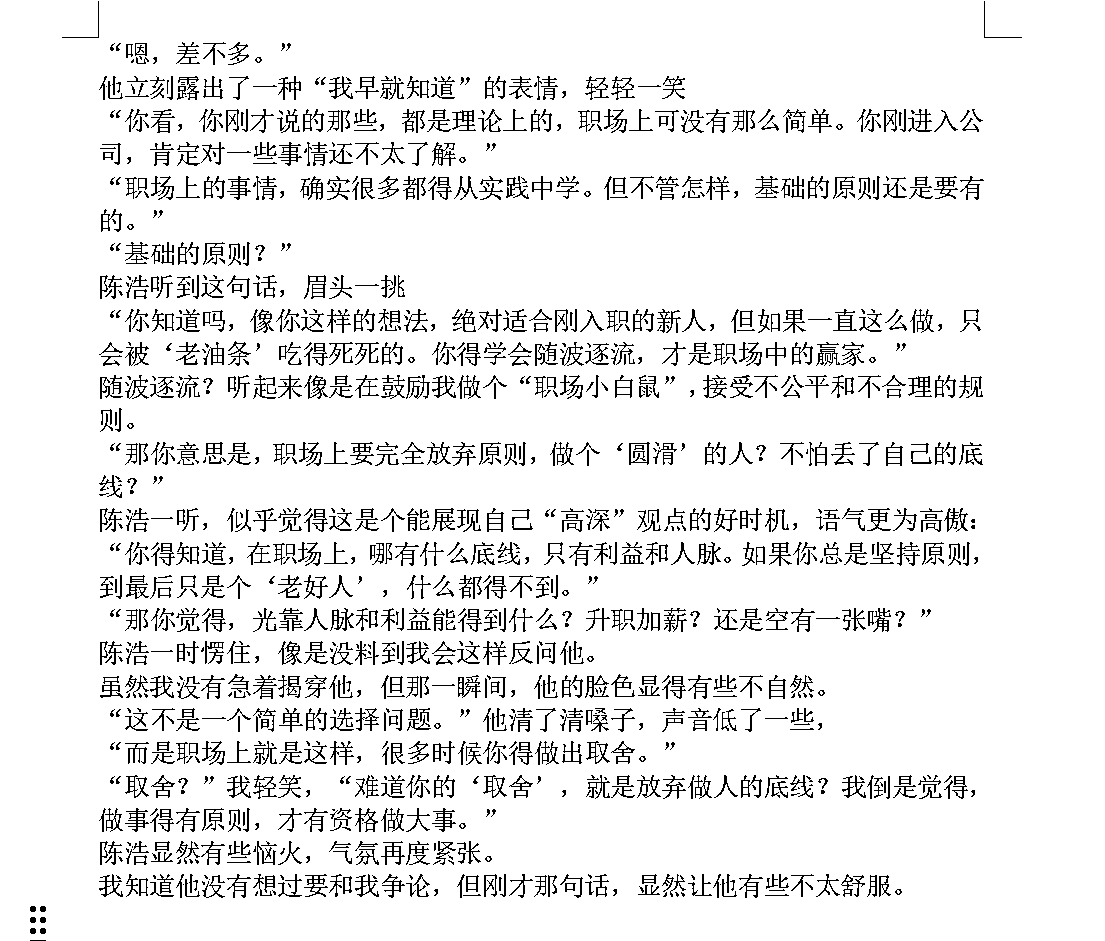 “嗯，差不多。”
他立刻露出了一种“我早就知道”的表情，轻轻一笑
“你看，你刚才说的那些，都是理论上的，职场上可没有那么简单。你刚进入公
司，肯定对一些事情还不太了解。”
“职场上的事情，确实很多都得从实践中学。但不管怎样，基础的原则还是要有
的。”
“基础的原则？”
陈浩听到这句话，眉头一挑
“你知道吗，像你这样的想法，绝对适合刚入职的新人，但如果一直这么做，只
会被‘老油条’吃得死死的。你得学会随波逐流，才是职场中的赢家。”
随波逐流？听起来像是在鼓励我做个“职场小白鼠”，接受不公平和不合理的规
则。
“那你意思是，职场上要完全放弃原则，做个‘圆滑’的人？不怕丢了自己的底
线？”
陈浩一听，似乎觉得这是个能展现自己“高深”观点的好时机，语气更为高傲：
“你得知道，在职场上，哪有什么底线，只有利益和人脉。如果你总是坚持原则，
到最后只是个‘老好人’，什么都得不到。”
“那你觉得，光靠人脉和利益能得到什么？升职加薪？还是空有一张嘴？”
陈浩一时愣住，像是没料到我会这样反问他。
虽然我没有急着揭穿他，但那一瞬间，他的脸色显得有些不自然。
“这不是一个简单的选择问题。”他清了清嗓子，声音低了一些，
“而是职场上就是这样，很多时候你得做出取舍。”
“取舍？”我轻笑，“难道你的‘取舍’，就是放弃做人的底线？我倒是觉得，
做事得有原则，才有资格做大事。”
陈浩显然有些恼火，气氛再度紧张。
我知道他没有想过要和我争论，但刚才那句话，显然让他有些不太舒服。